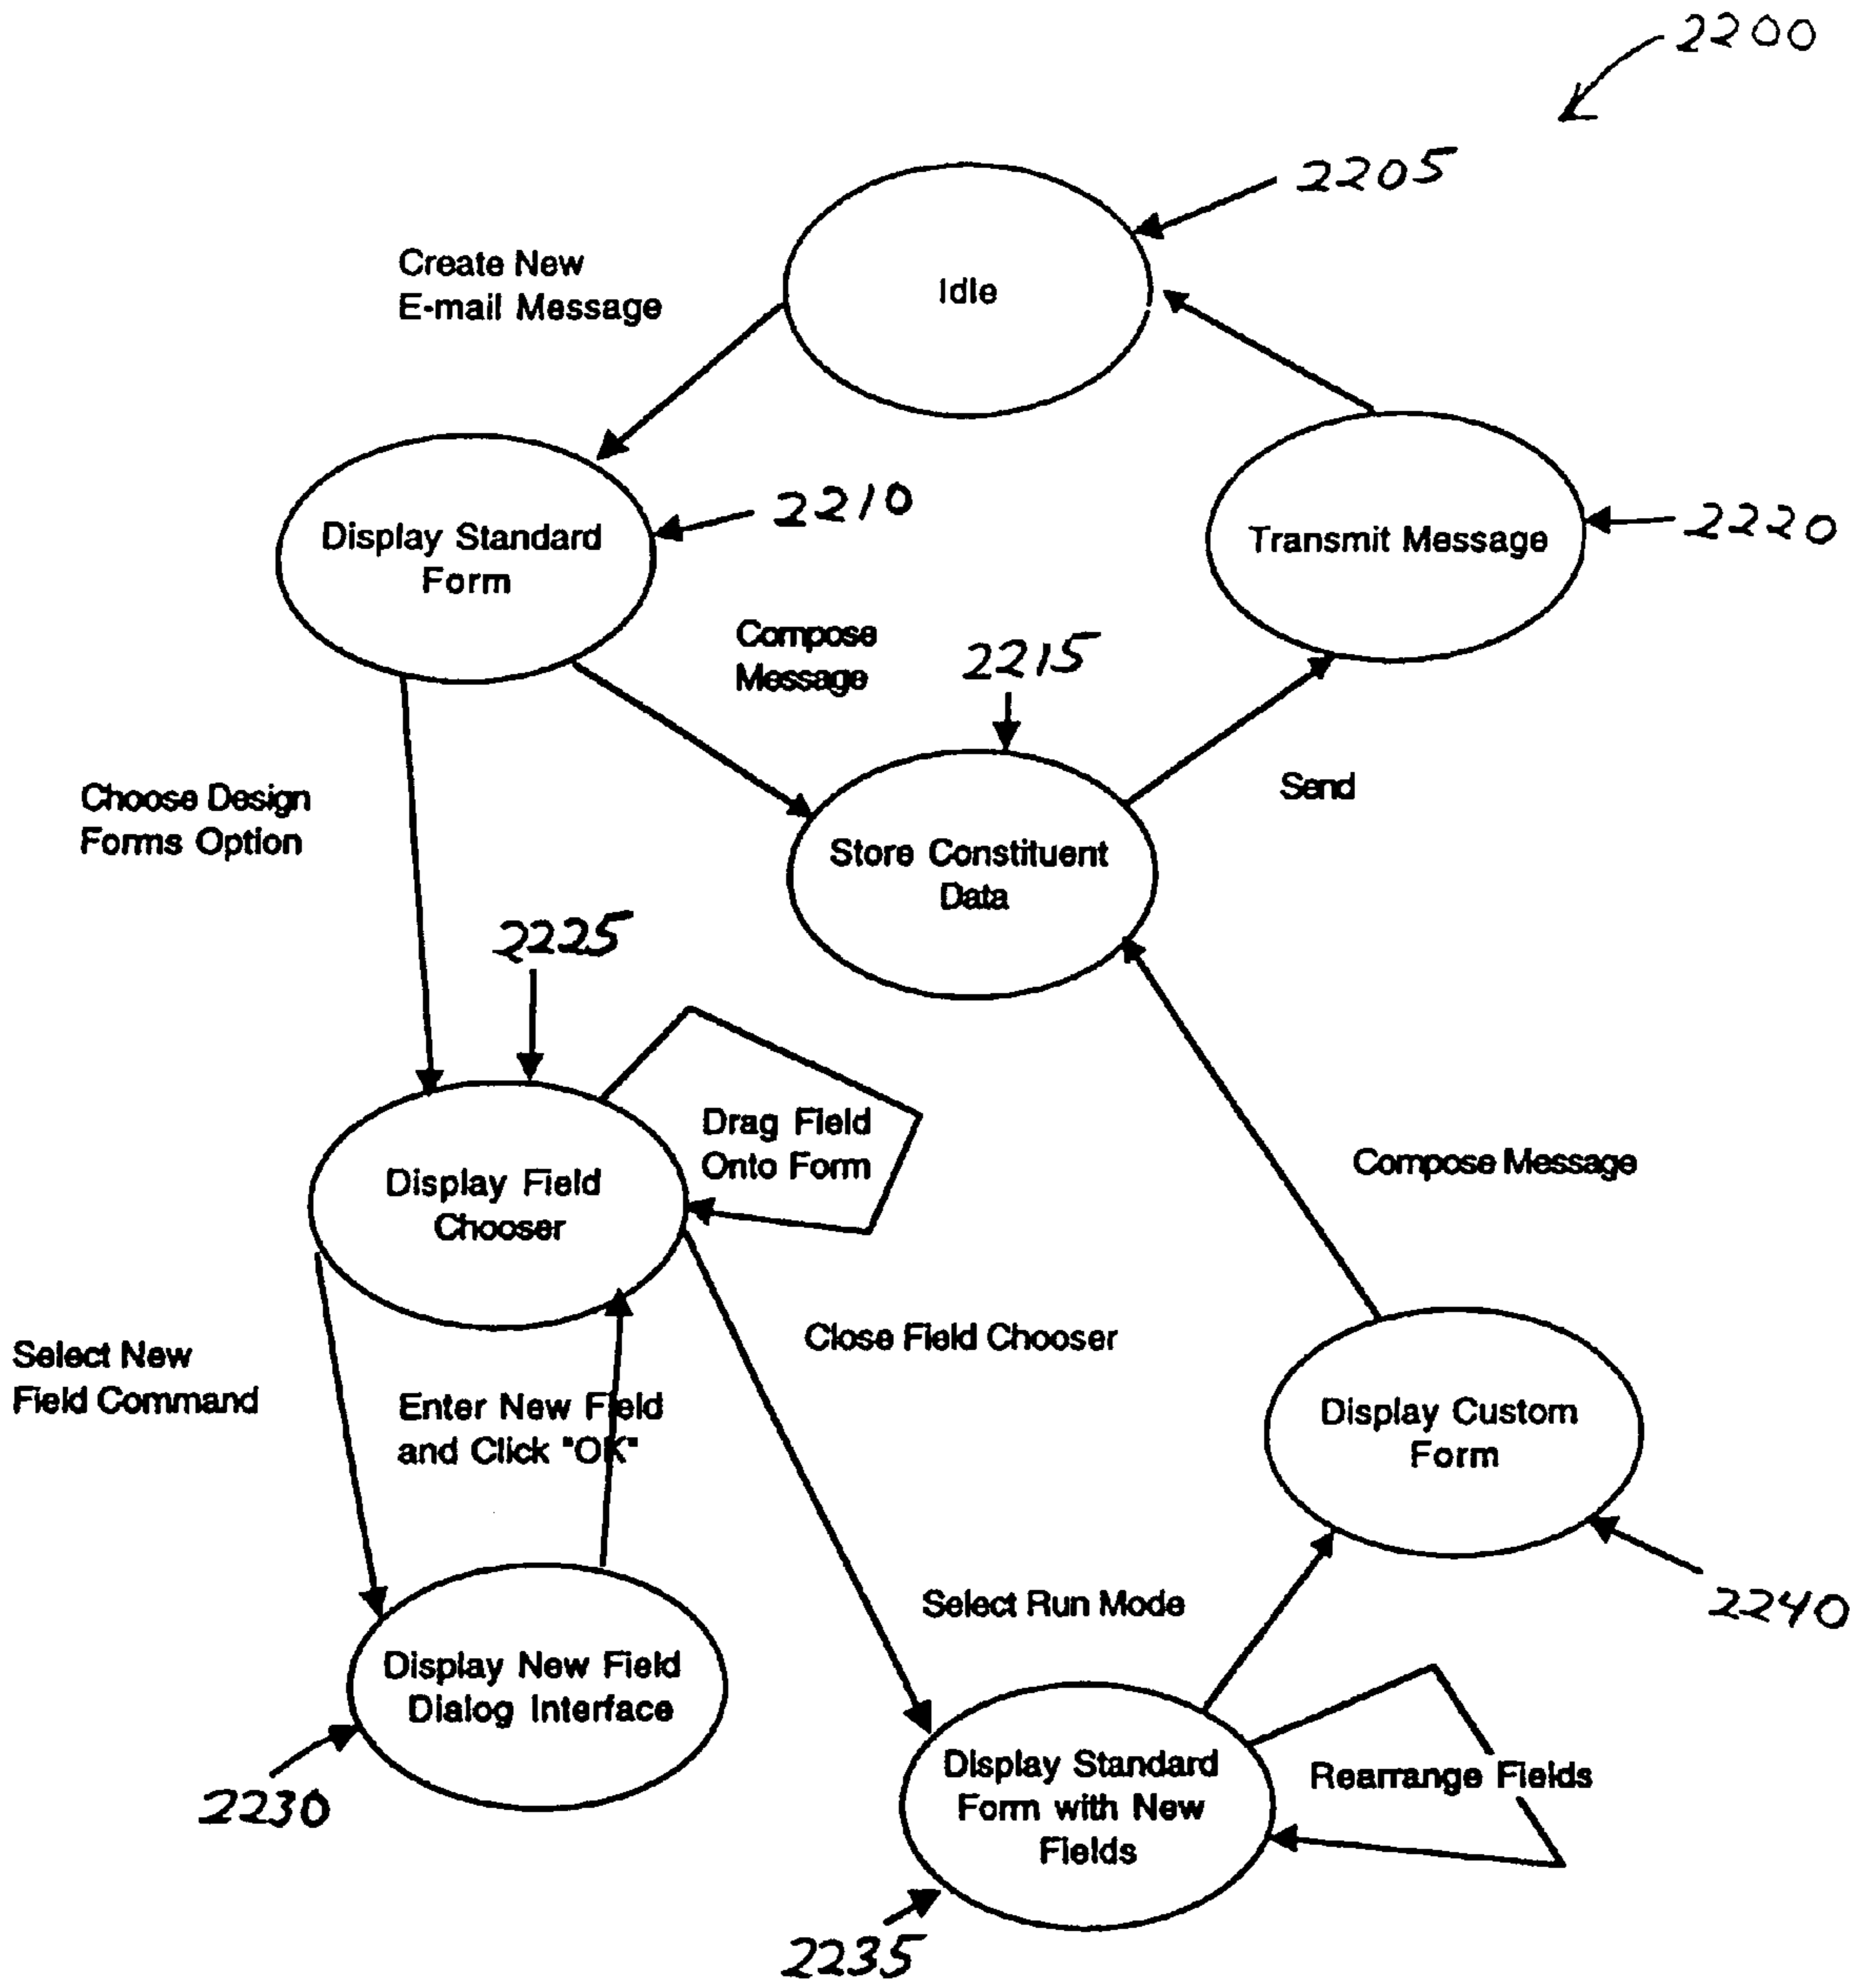 2200
2205
Create New
E-mail Message
Idle
2210
Display Standard
Form
Transmit Message
2220
Compose
Message
2215
Choose Design
Forms Option
Send
Store Constituent
Data
2225
Drag Field
Onto Form
Display Field
Chooser
Compose Message
Select New
Field Command
Close Field Chooser
Enter New Field
and Click "OK"
Display Custom
Form
Select Run Mode
2240
Display New Field
Dialog Interface
2230
Display Standard
Form with New
Fields
Rearrange Fields
2235